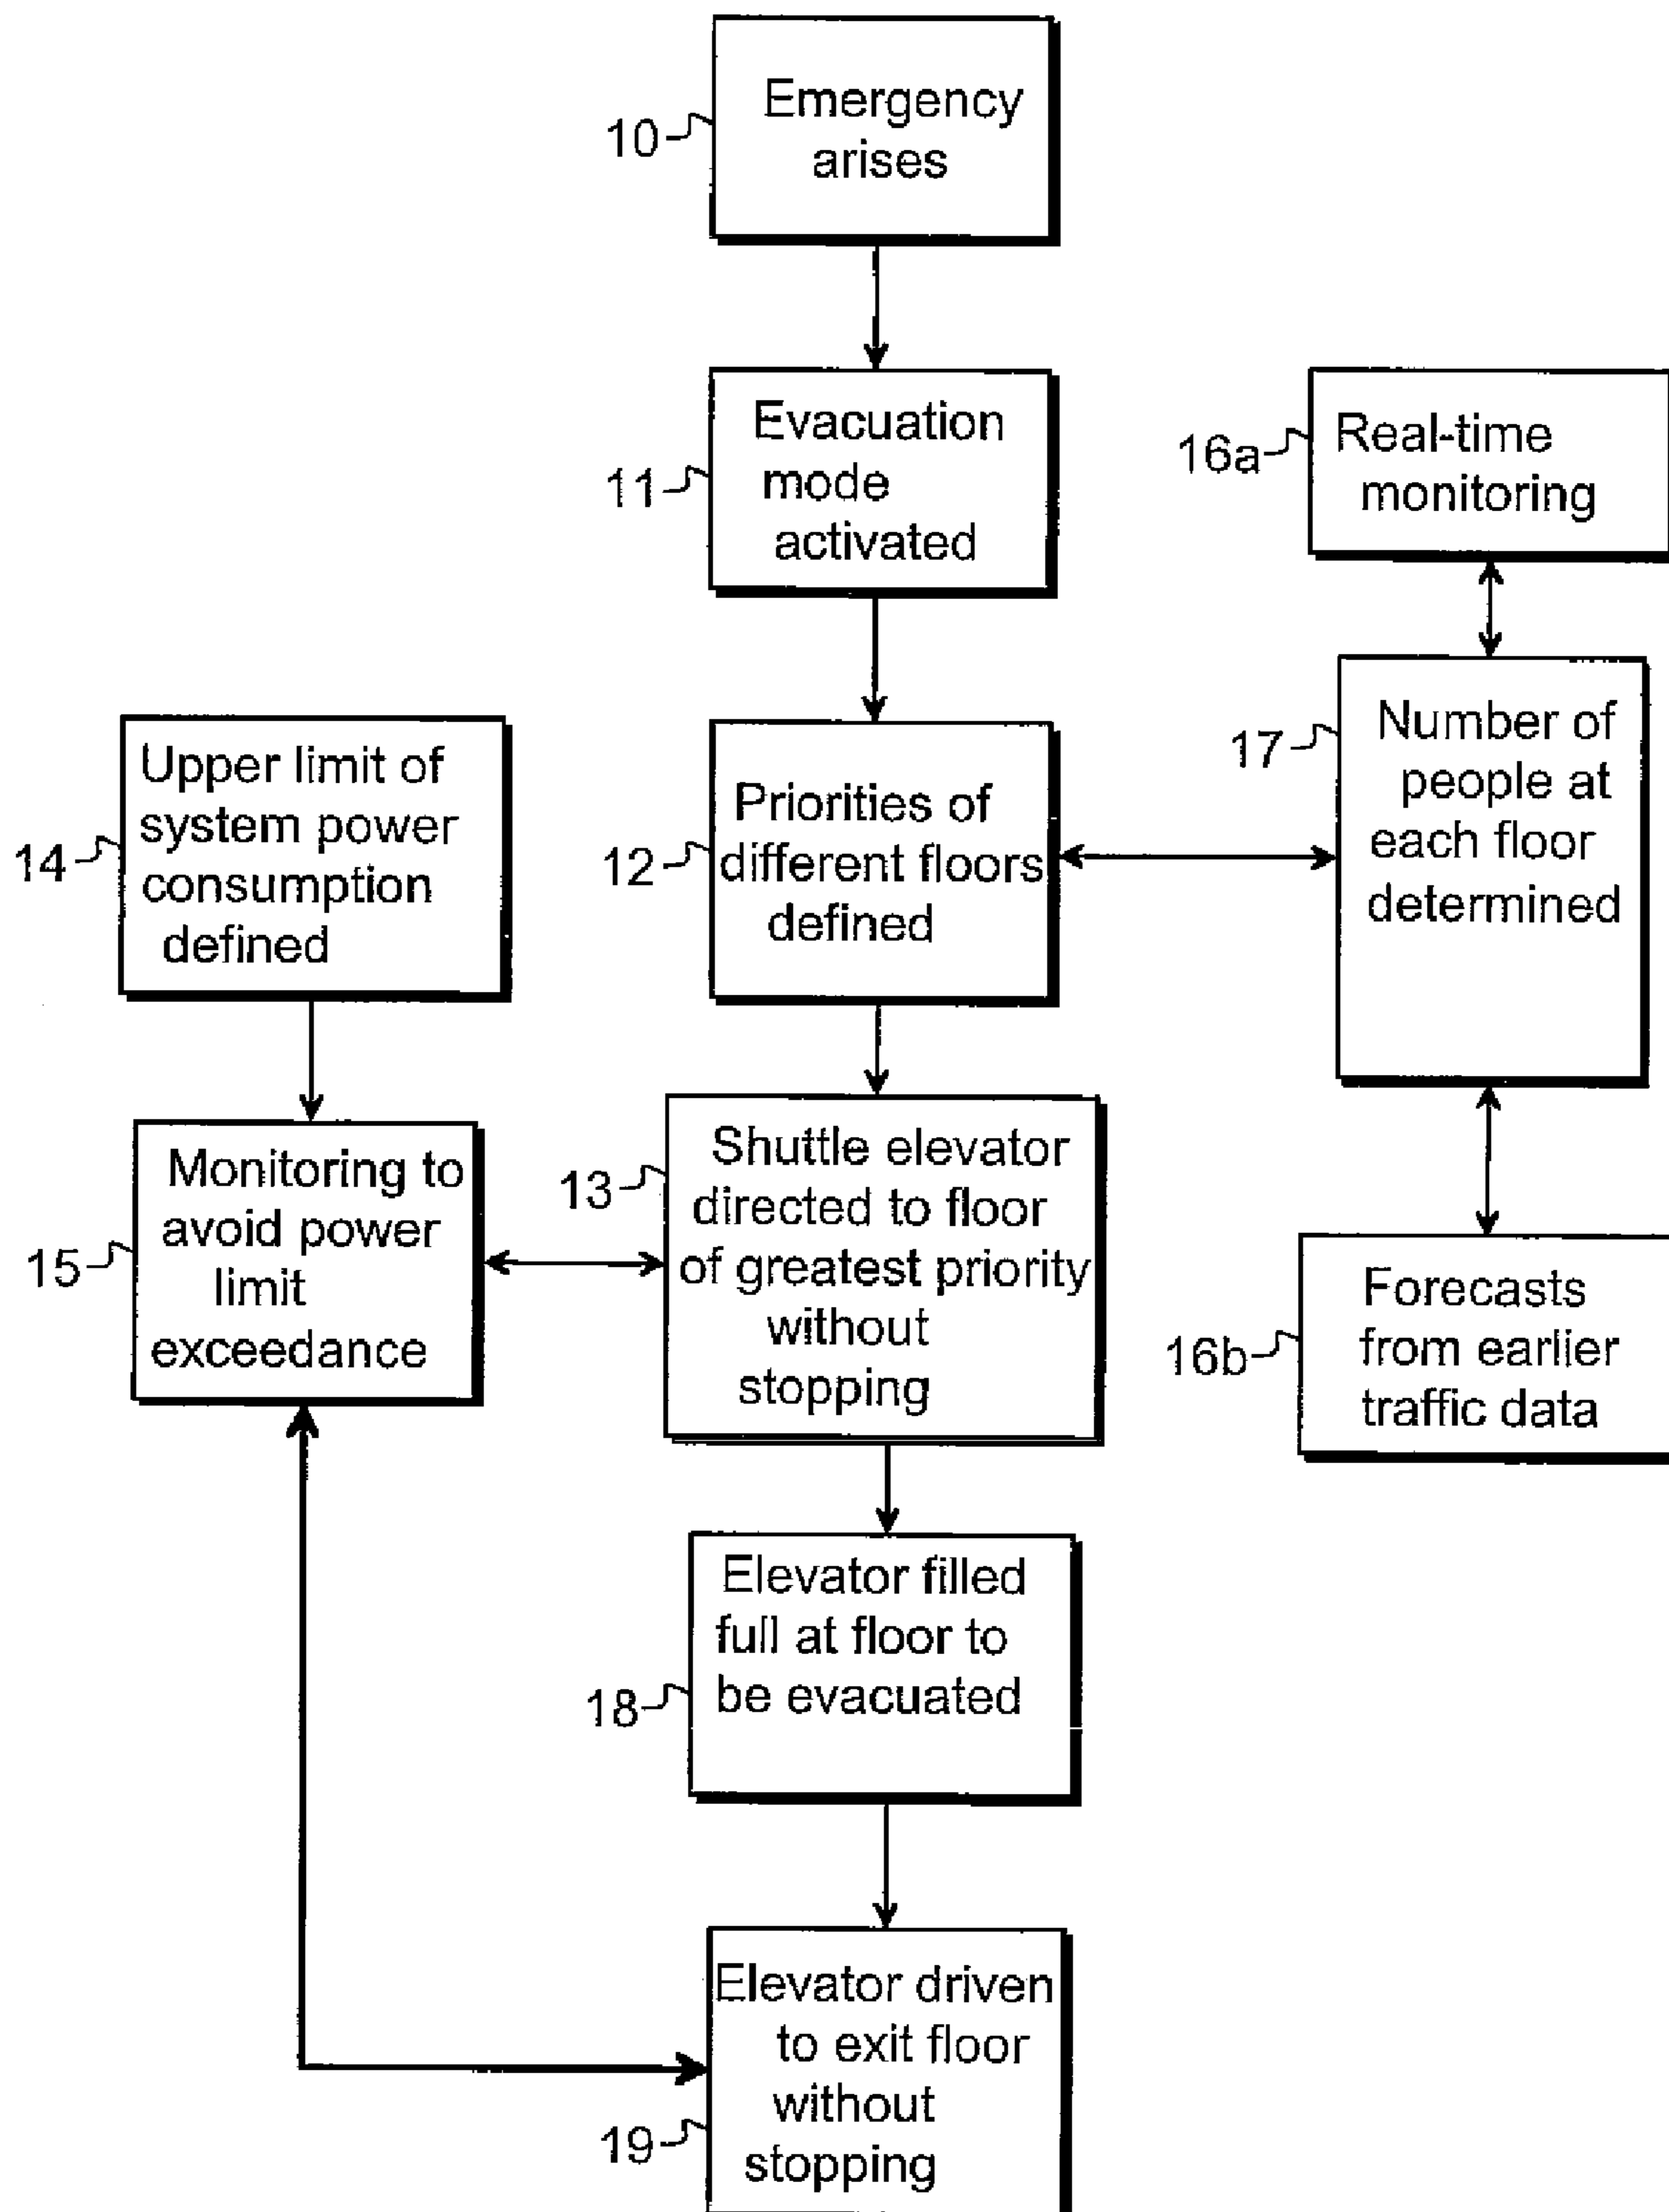 10
Emergency
arises
11
Evacuation
mode
activated
16a
Real-time
monitoring
14
Upper limit of
system power
consumption
defined
12
Priorities of
different floors
defined
17
Number of
people at
each floor
determined
15
Monitoring to
avoid power
limit
exceedance
13
Shuttle elevator
directed to floor
of greatest priority
without
stopping
16b
Forecasts
from earlier
traffic data
18
Elevator filled
full at floor to
be evacuated
19
Elevator driven
to exit floor
without
stopping